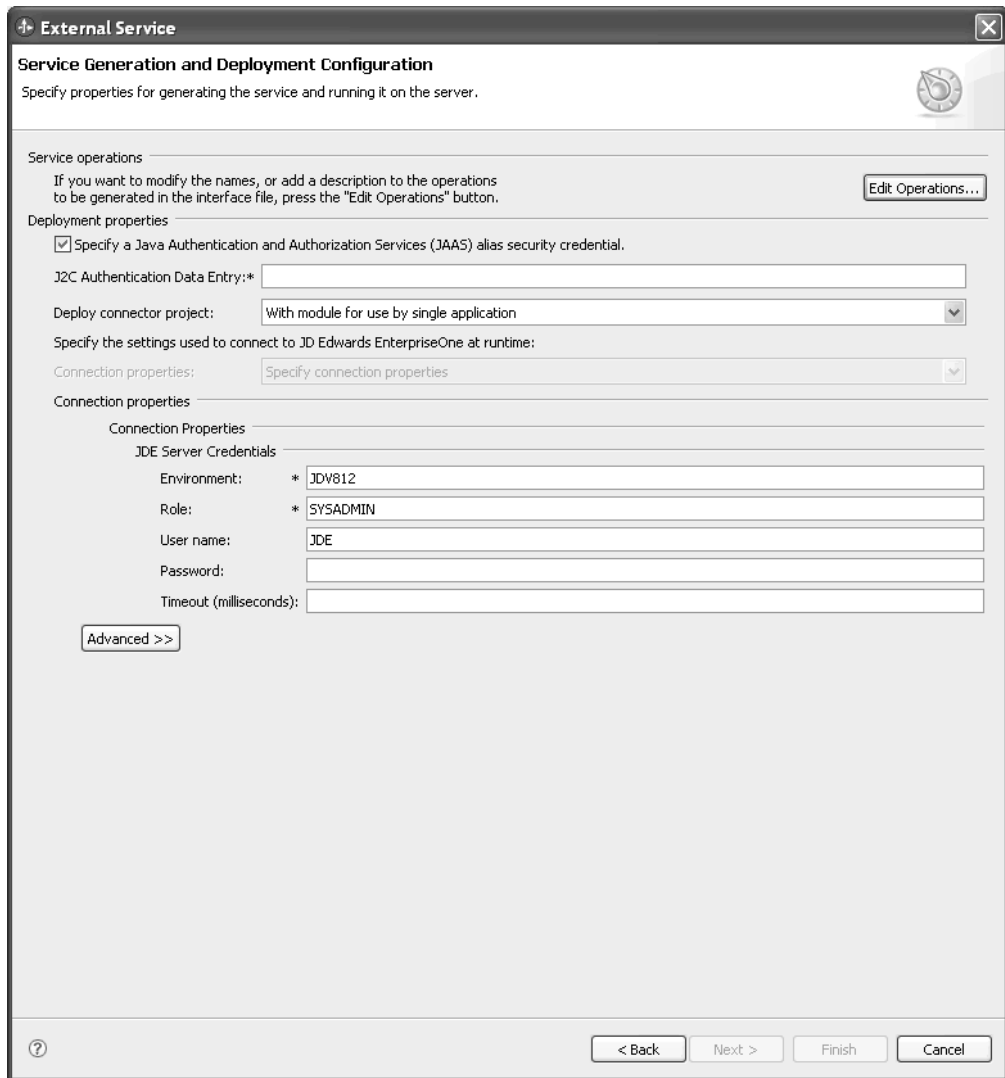 External Service
Service Generation and Deployment Configuration
Specify properties for generating the service and running it on the server.
Service operations
If you want to modify the names, or add a description to the operations
to be generated in the interface file, press the "Edit Operations" button.
Edit Operations...
Deployment properties
Specify a Java Authentication and Authorization Services (JAAS) alias security credential.
J2C Authentication Data Entry:*
Deploy connector project: With module for use by single application
Specify the settings used to connect to JD Edwards EnterpriseOne at runtime:
Connection properties: Specify connection properties
Connection properties
Connection Properties
JDE Server Credentials
Environment: * JDV812
Role: * SYSADMIN
User name: JDE
Password:
Timeout (milliseconds):
Advanced >>
? < Back Next > Finish Cancel